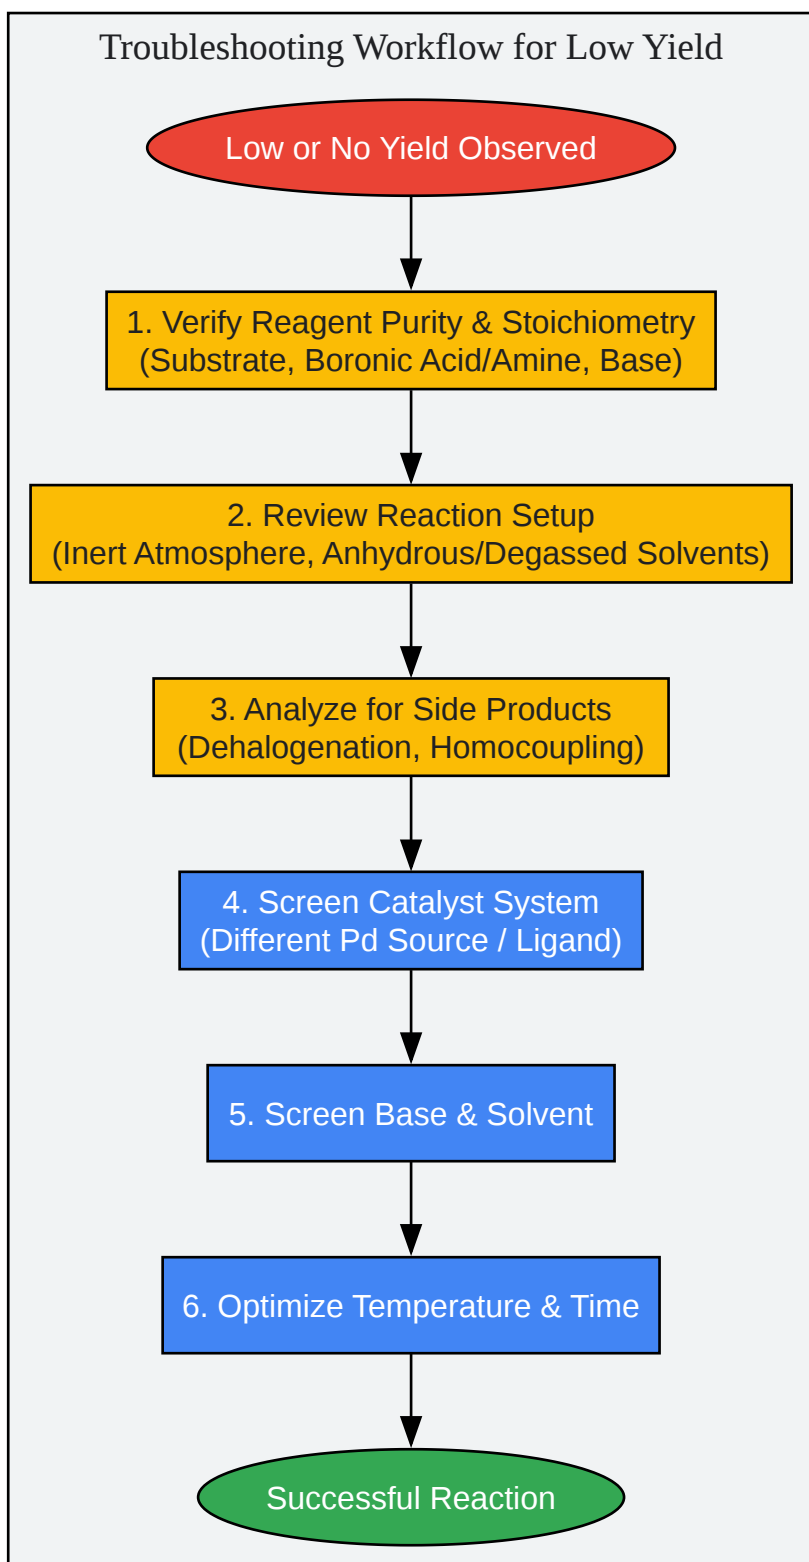 Troubleshooting Workflow for Low Yield
Low or No Yield Observed
1. Verify Reagent Purity & Stoichiometry
(Substrate, Boronic Acid/Amine, Base)
2. Review Reaction Setup
(Inert Atmosphere, Anhydrous/Degassed Solvents)
3. Analyze for Side Products
(Dehalogenation, Homocoupling)
4. Screen Catalyst System
(Different Pd Source / Ligand)
5. Screen Base & Solvent
6. Optimize Temperature & Time
Successful Reaction